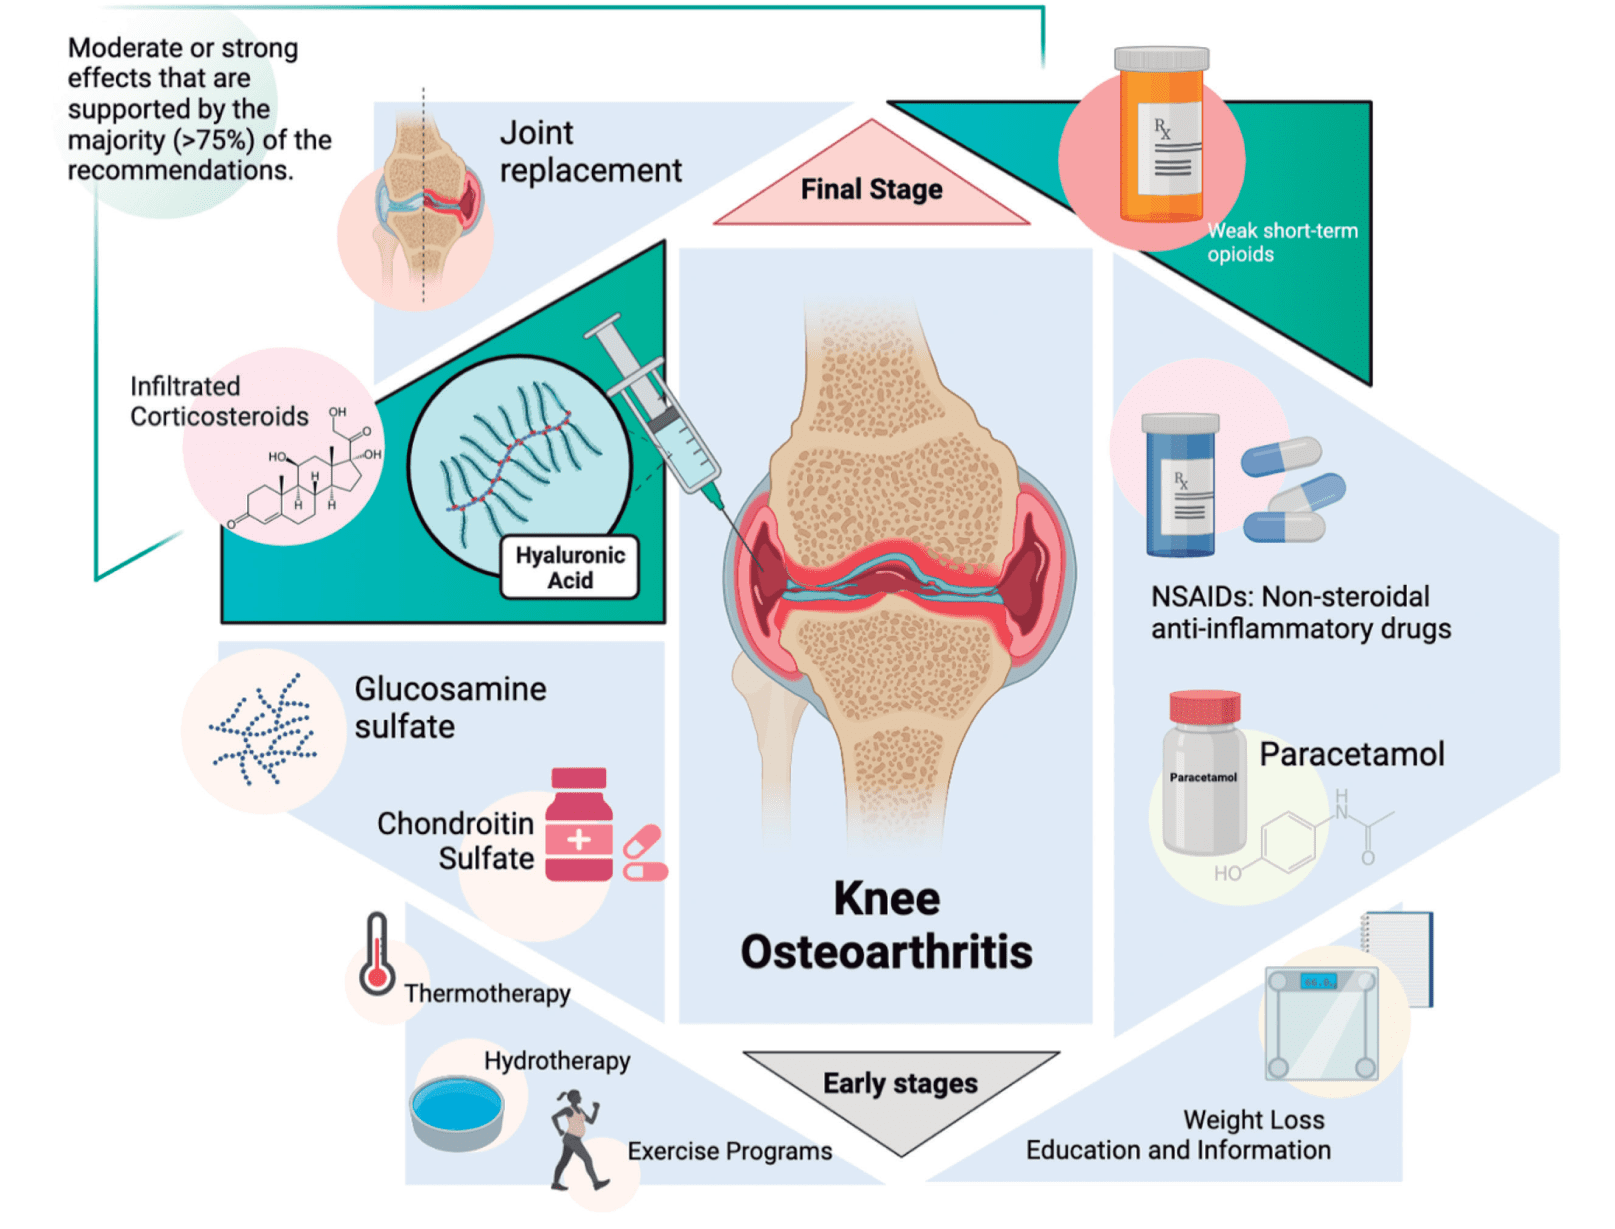 Moderate or strong
effects that are
supported by the
majority (>75%) of the
recommendations.
Joint
replacement
Final Stage
Rx
Weak short-term
opioids
Infiltrated
Corticosteroids
OH
O
HO
OH
H
H
H
O
Hyaluronic
Acid
Rx
NSAIDs: Non-steroidal
anti-inflammatory drugs
Glucosamine
sulfate
Chondroitin
Sulfate
Paracetamol
Paracetamol
H
N
O
HO
Knee
Osteoarthritis
Thermotherapy
Hydrotherapy
Exercise Programs
Early stages
Weight Loss
Education and Information